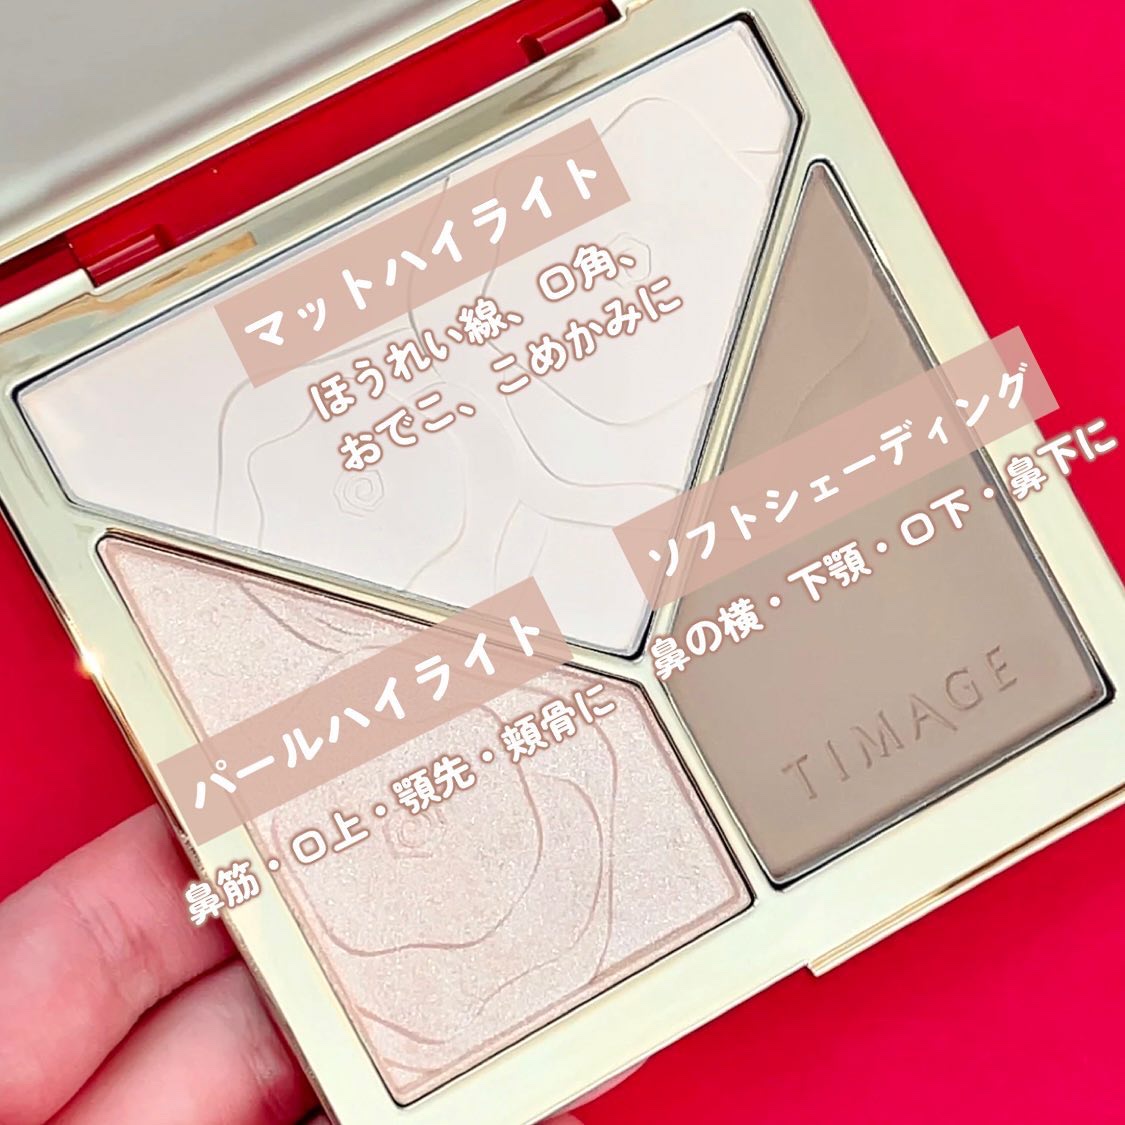 マットハイライト
ほうれい線、口角、
おでこ、こめかみに
ソフトシェーディング
鼻の横・下顎・口下・鼻下に
パールハイライト
鼻筋・口上・顎先・頬骨に
TIMAGE